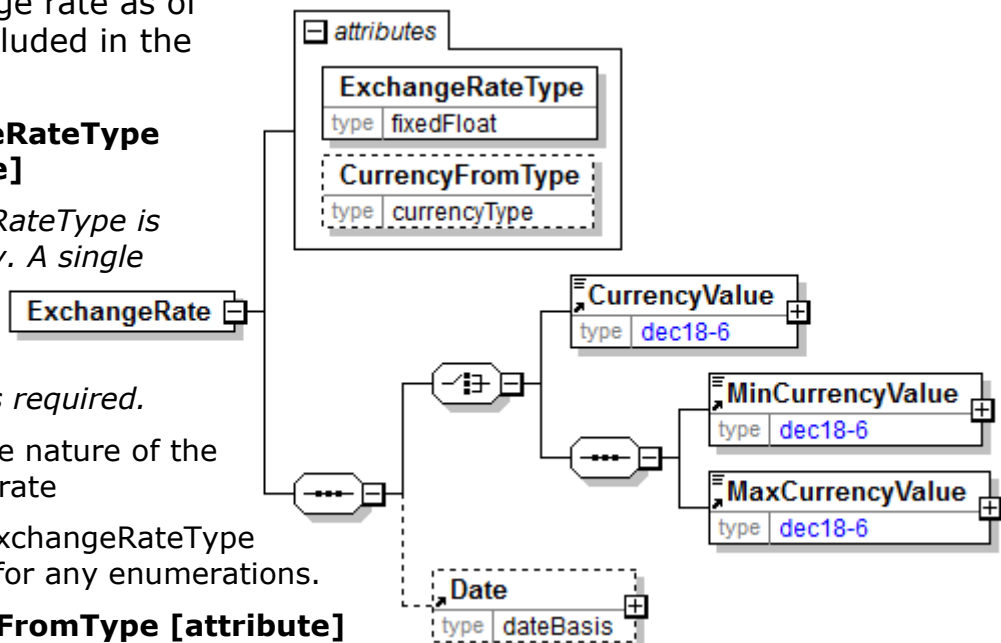 ge rate as of
cluded in the
eRateType
e]
RateType is
y. A single
s required.
e nature of the
rate
xchangeRateType
for any enumerations.
FromType [attribute]
attributes
ExchangeRateType
type fixedFloat
CurrencyFromType
type currencyType
ExchangeRate
CurrencyValue
type dec18-6
MinCurrencyValue
type dec18-6
MaxCurrencyValue
type dec18-6
Date
type dateBasis